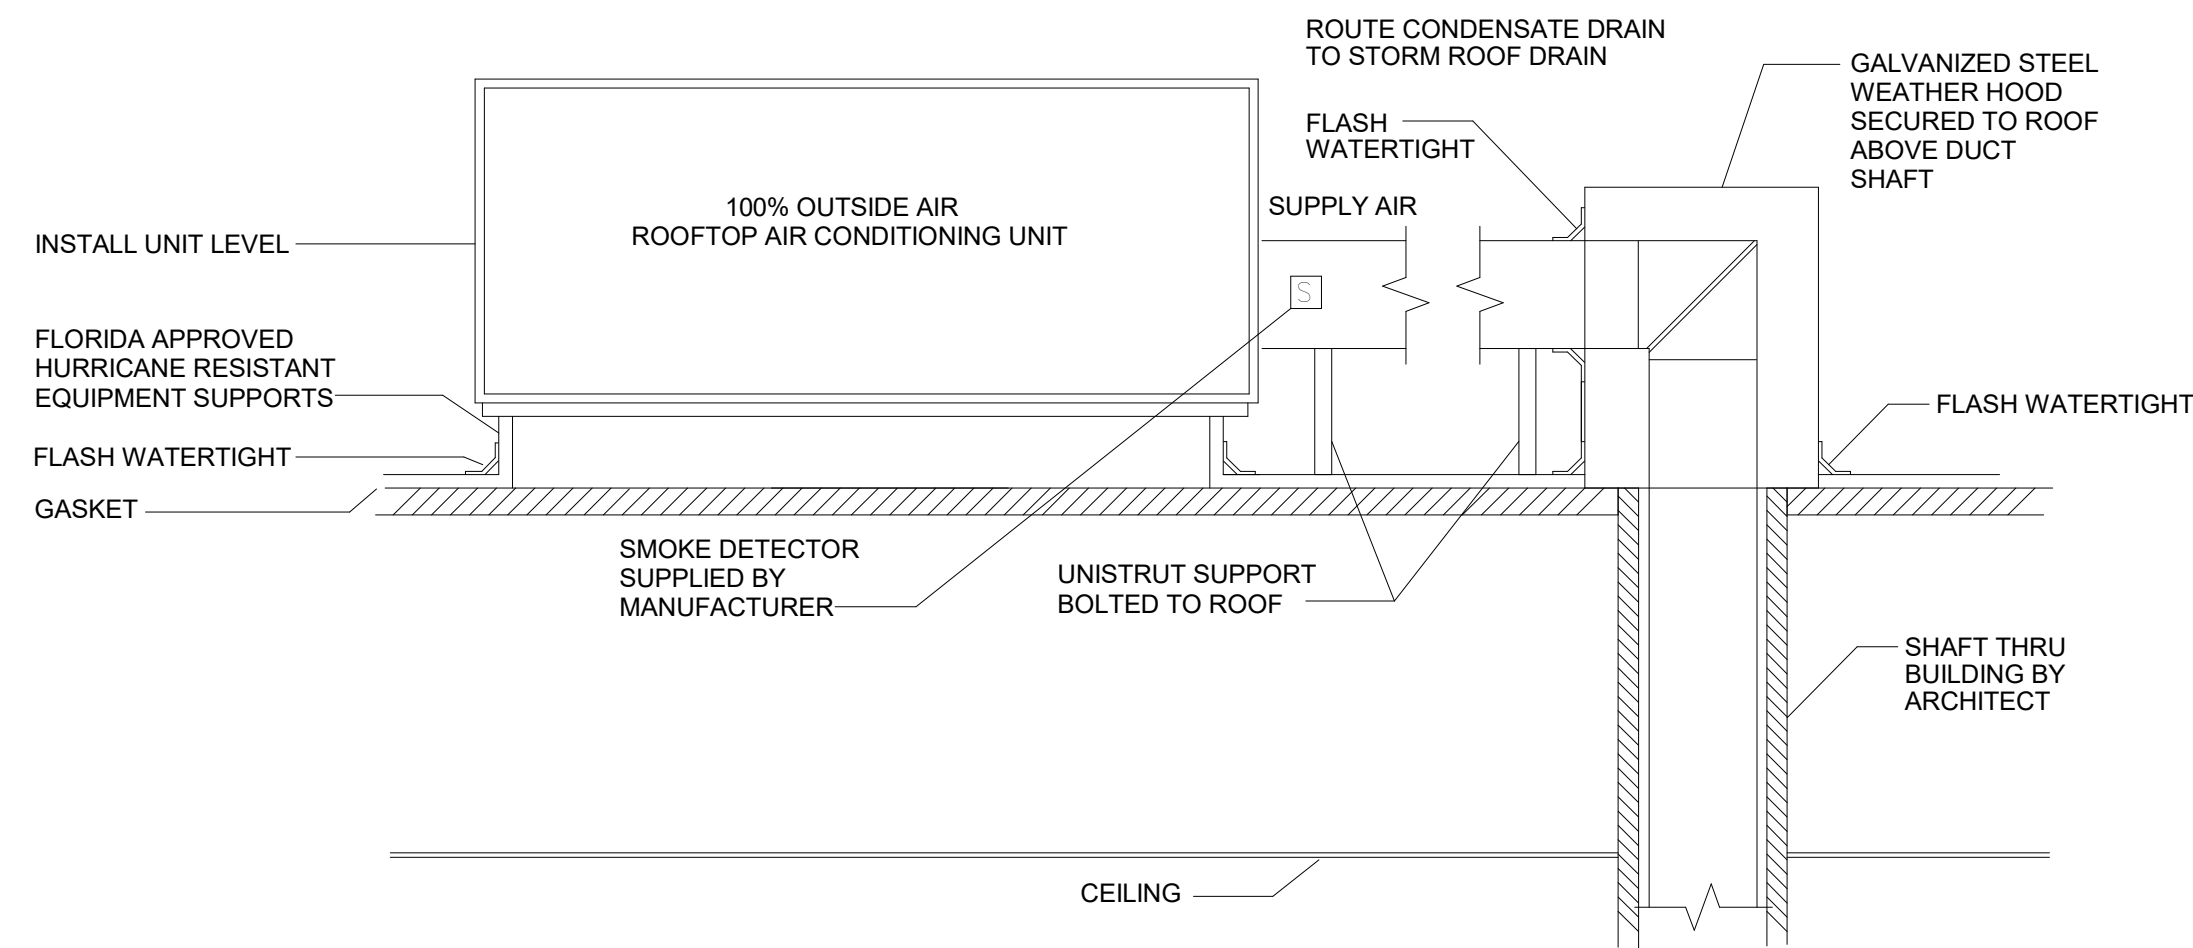 ROUTE CONDENSATE DRAIN
TO STORM ROOF DRAIN
GALVANIZED STEEL
WEATHER HOOD
SECURED TO ROOF
ABOVE DUCT
SHAFT
FLASH
WATERTIGHT
100% OUTSIDE AIR
ROOFTOP AIR CONDITIONING UNIT
SUPPLY AIR
INSTALL UNIT LEVEL
S
FLORIDA APPROVED
HURRICANE RESISTANT
EQUIPMENT SUPPORTS
FLASH WATERTIGHT
FLASH WATERTIGHT
GASKET
SMOKE DETECTOR
SUPPLIED BY
MANUFACTURER
UNISTRUT SUPPORT
BOLTED TO ROOF
SHAFT THRU
BUILDING BY
ARCHITECT
CEILING